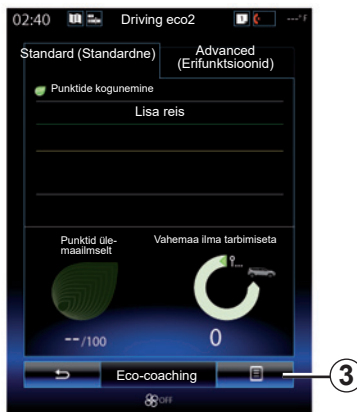 02:40 Driving eco2 ---°F
Standard (Standardne)
Advanced
(Erifunktsioonid)
Punktide kogunemine
Lisa reis
Punktid üle-
maailmselt
Vahemaa ilma tarbimiseta
--/100
0
Eco-coaching
3
OFF